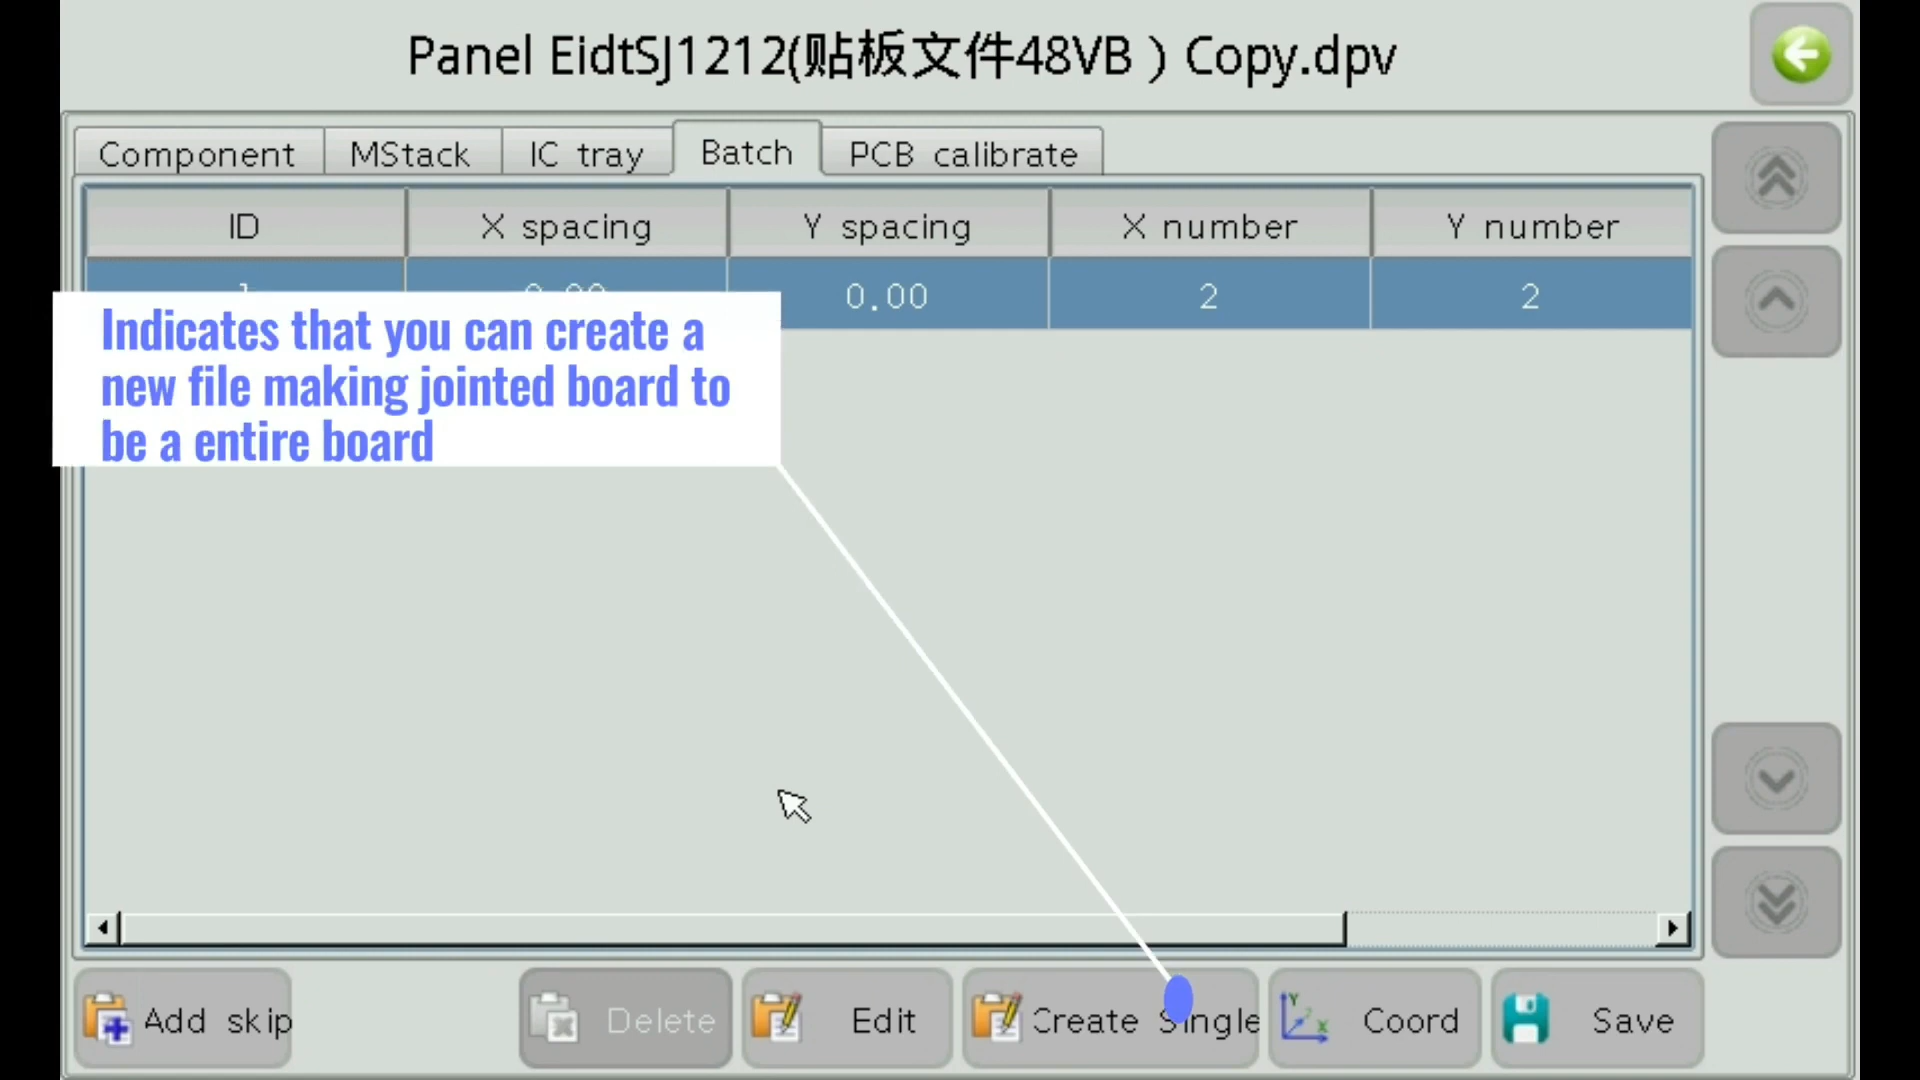 Panel EidtSJ1212(贴板文件48VB ) Copy.dpv
Component MStack IC tray Batch PCB calibrate
ID X spacing Y spacing X number Y number
0.00 2 2
Indicates that you can create a
new file making jointed board to
be a entire board
Add skip Delete Edit Create Single Coord Save